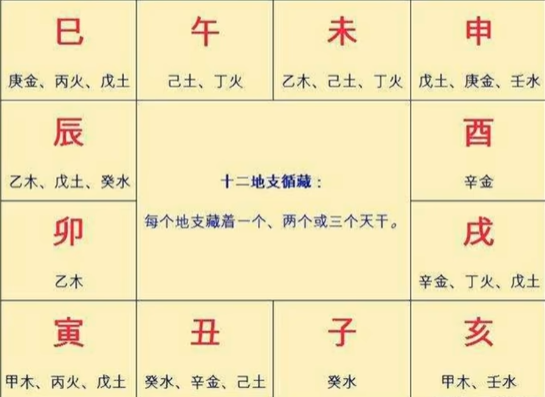 巳
午
未
申
庚金、丙火、戊土
己土、丁火
乙木、己土、丁火
戊土、庚金、壬水
辰
乙木、戊土、癸水
十二地支循藏：
每个地支藏着一个、两个或三个天干。
酉
辛金
卯
乙木
戌
辛金、丁火、戊土
寅
丑
子
亥
甲木、丙火、戊土
癸水、辛金、己土
癸水
甲木、壬水